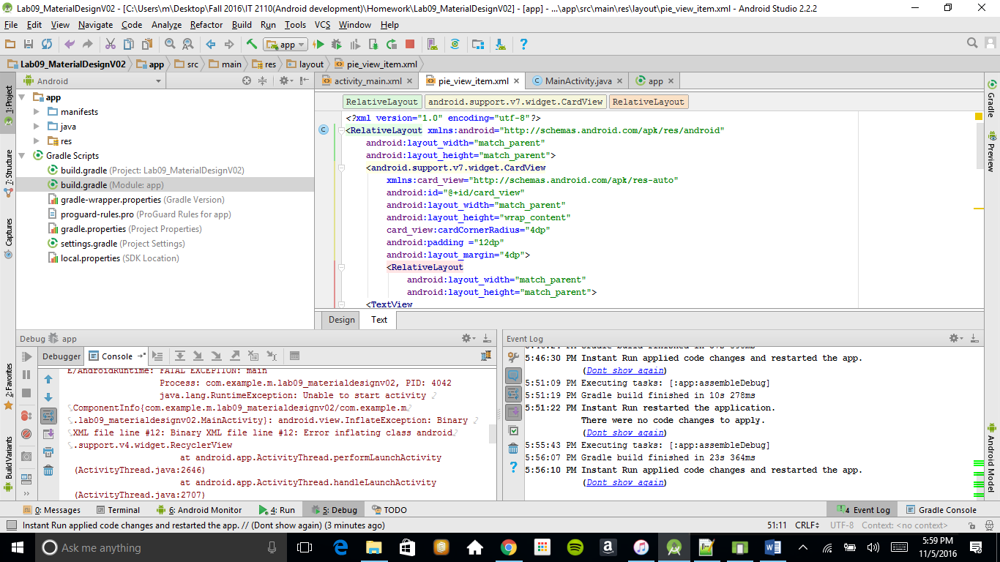 Lab09_MaterialDesignV02 - [C:\Users\m\Desktop\Fall 2016\IT 2110(Android development)\Homework\Lab09_MaterialDesignV02] - [app] - ...\app\src\main\res\layout\pie_view_item.xml - Android Studio 2.2.2
File Edit View Navigate Code Analyze Refactor Build Run Tools VCS Window Help
app
Lab09_MaterialDesignV02 app src main res layout pie_view_item.xml
Android
activity_main.xml pie_view_item.xml MainActivity.java app
1: Project
7: Structure
Captures
2: Favorites
Build Variants
app
manifests
java
res
Gradle Scripts
build.gradle (Project: Lab09_MaterialDesignV02)
build.gradle (Module: app)
gradle-wrapper.properties (Gradle Version)
proguard-rules.pro (ProGuard Rules for app)
gradle.properties (Project Properties)
settings.gradle (Project Settings)
local.properties (SDK Location)
RelativeLayout android.support.v7.widget.CardView RelativeLayout
<?xml version="1.0" encoding="utf-8"?>
<RelativeLayout xmlns:android="http://schemas.android.com/apk/res/android"
android:layout_width="match_parent"
android:layout_height="match_parent">
<android.support.v7.widget.CardView
xmlns:card_view="http://schemas.android.com/apk/res-auto"
android:id="@+id/card_view"
android:layout_width="match_parent"
android:layout_height="wrap_content"
card_view:cardCornerRadius="4dp"
android:padding ="12dp"
android:layout_margin="4dp">
<RelativeLayout
android:layout_width="match_parent"
android:layout_height="match_parent">
<TextView
Design Text
Gradle
Preview
Android Model
Debug app
Debugger Console
E/AndroidRuntime: FATAL EXCEPTION: main
Process: com.example.m.lab09_materialdesignv02, PID: 4042
java.lang.RuntimeException: Unable to start activity
ComponentInfo{com.example.m.lab09_materialdesignv02/com.example.m
.lab09_materialdesignv02.MainActivity}: android.view.InflateException: Binary
XML file line #12: Binary XML file line #12: Error inflating class android
.support.v4.widget.RecyclerView
at android.app.ActivityThread.performLaunchActivity
(ActivityThread.java:2646)
at android.app.ActivityThread.handleLaunchActivity
(ActivityThread.java:2707)
Event Log
5:46:30 PM Instant Run applied code changes and restarted the app.
(Dont show again)
5:51:09 PM Executing tasks: [:app:assembleDebug]
5:51:19 PM Gradle build finished in 10s 278ms
5:51:22 PM Instant Run restarted the application.
There were no code changes to apply.
(Dont show again)
5:55:43 PM Executing tasks: [:app:assembleDebug]
5:56:07 PM Gradle build finished in 23s 364ms
5:56:10 PM Instant Run applied code changes and restarted the app.
(Dont show again)
0: Messages Terminal 6: Android Monitor 4: Run 5: Debug TODO 4 Event Log Gradle Console
Instant Run applied code changes and restarted the app. // (Dont show again) (3 minutes ago) 51:11 CRLF UTF-8 Context: <no context>
Ask me anything
5:59 PM
11/5/2016